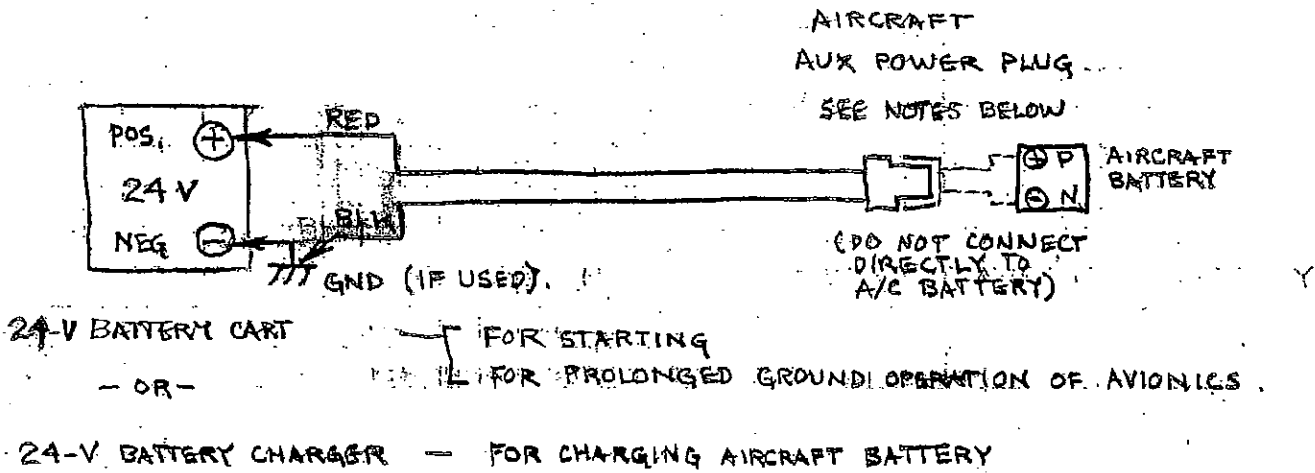 AIRCRAFT
AUX POWER PLUG
SEE NOTES BELOW
RED
POS. +
24 V
NEG -
BLK
GND (IF USED).
+ P
- N
AIRCRAFT
BATTERY
(DO NOT CONNECT
DIRECTLY TO
A/C BATTERY)
24-V BATTERY CART
FOR STARTING
- OR -
FOR PROLONGED GROUND OPERATION OF AVIONICS.
24-V BATTERY CHARGER — FOR CHARGING AIRCRAFT BATTERY